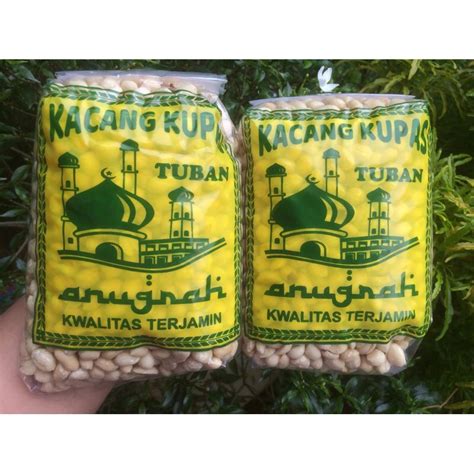 KACANG KUPAS
TUBAN
anugrah
KWALITAS TERJAMIN
KACANG KUPAS
TUBAN
anugrah
KWALITAS TERJAMIN